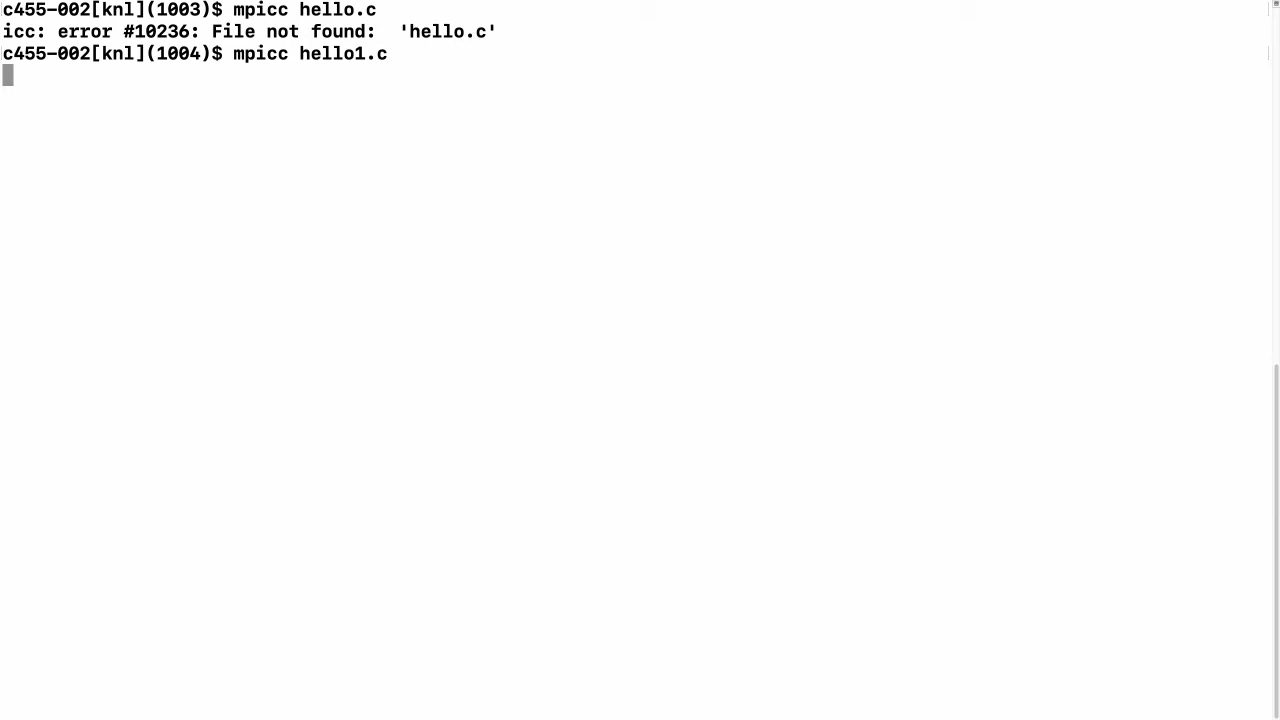 c455-002[knl](1003)$ mpicc hello.c
icc: error #10236: File not found:  'hello.c'
c455-002[knl](1004)$ mpicc hello1.c